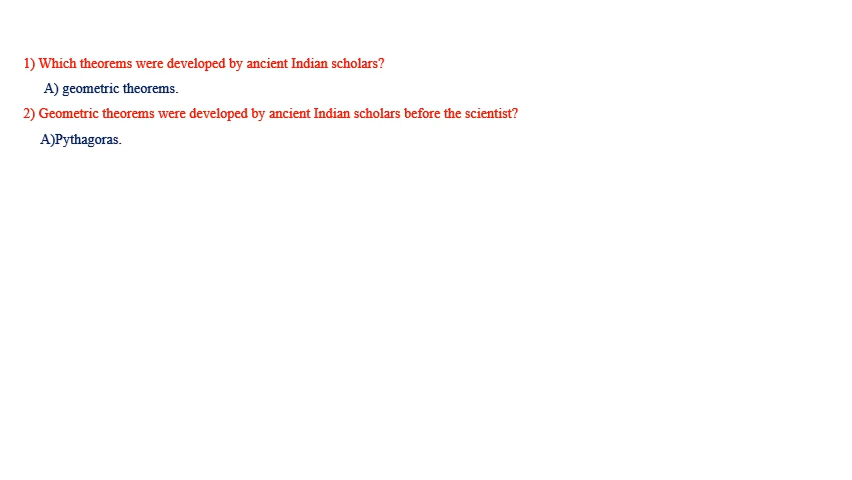 1) Which theorems were developed by ancient Indian scholars?
A) geometric theorems.
2) Geometric theorems were developed by ancient Indian scholars before the scientist?
A)Pythagoras.